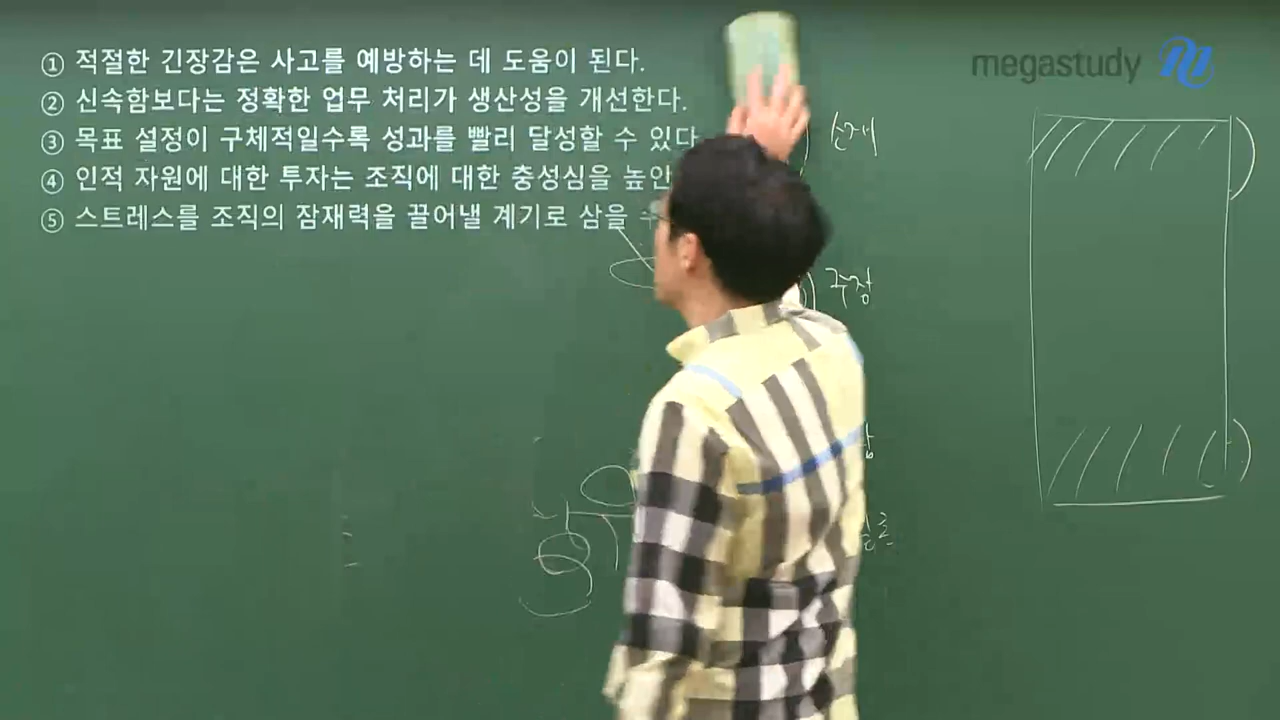 ① 적절한 긴장감은 사고를 예방하는 데 도움이 된다.
② 신속함보다는 정확한 업무 처리가 생산성을 개선한다.
③ 목표 설정이 구체적일수록 성과를 빨리 달성할 수 있다
④ 인적 자원에 대한 투자는 조직에 대한 충성심을 높인
⑤ 스트레스를 조직의 잠재력을 끌어낼 계기로 삼을
megastudy
주장